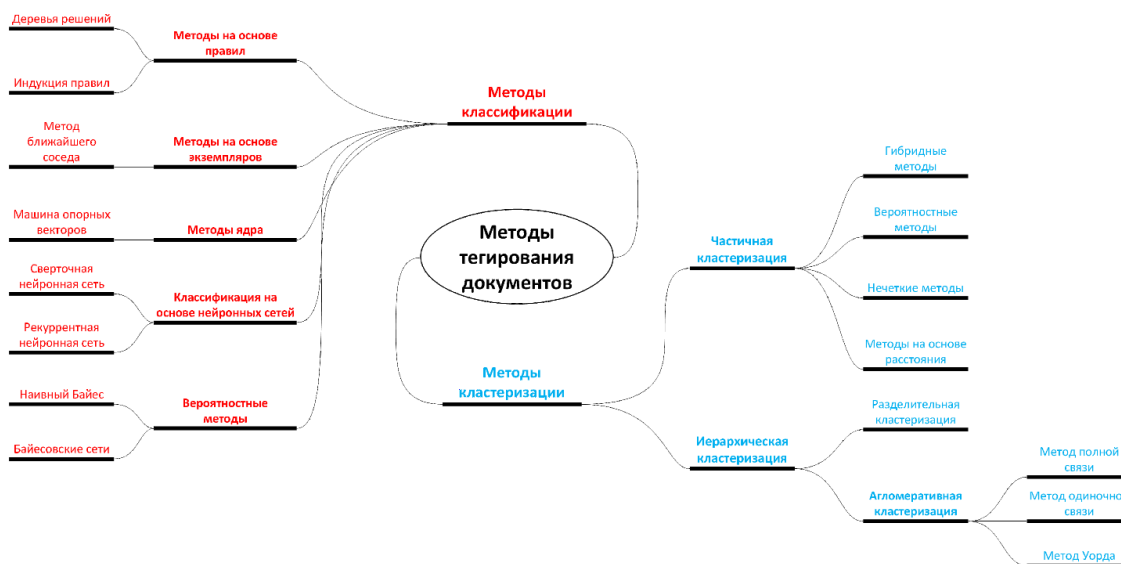 Деревья решений
Индукция правил
Методы на основе
правил
Метод
ближайшего
соседа
Методы на основе
экземпляров
Машина опорных
векторов
Методы ядра
Сверточная
нейронная сеть
Рекуррентная
нейронная сеть
Классификация на
основе нейронных сетей
Наивный Байес
Байесовские сети
Вероятностные
методы
Методы
классификации
Методы
тегирования
документов
Методы
кластеризации
Частичная
кластеризация
Гибридные
методы
Вероятностные
методы
Нечеткие методы
Методы на основе
расстояния
Иерархическая
кластеризация
Разделительная
кластеризация
Агломеративная
кластеризация
Метод полной
связи
Метод одиночно
связи
Метод Уорда